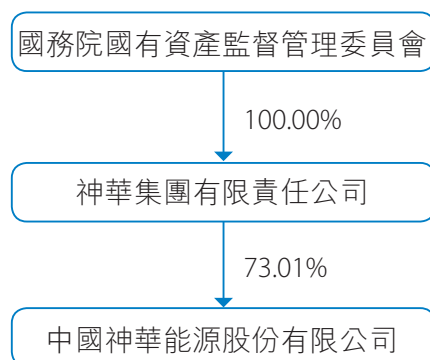 國務院國有資產監督管理委員會
100.00%
神華集團有限責任公司
73.01%
中國神華能源股份有限公司